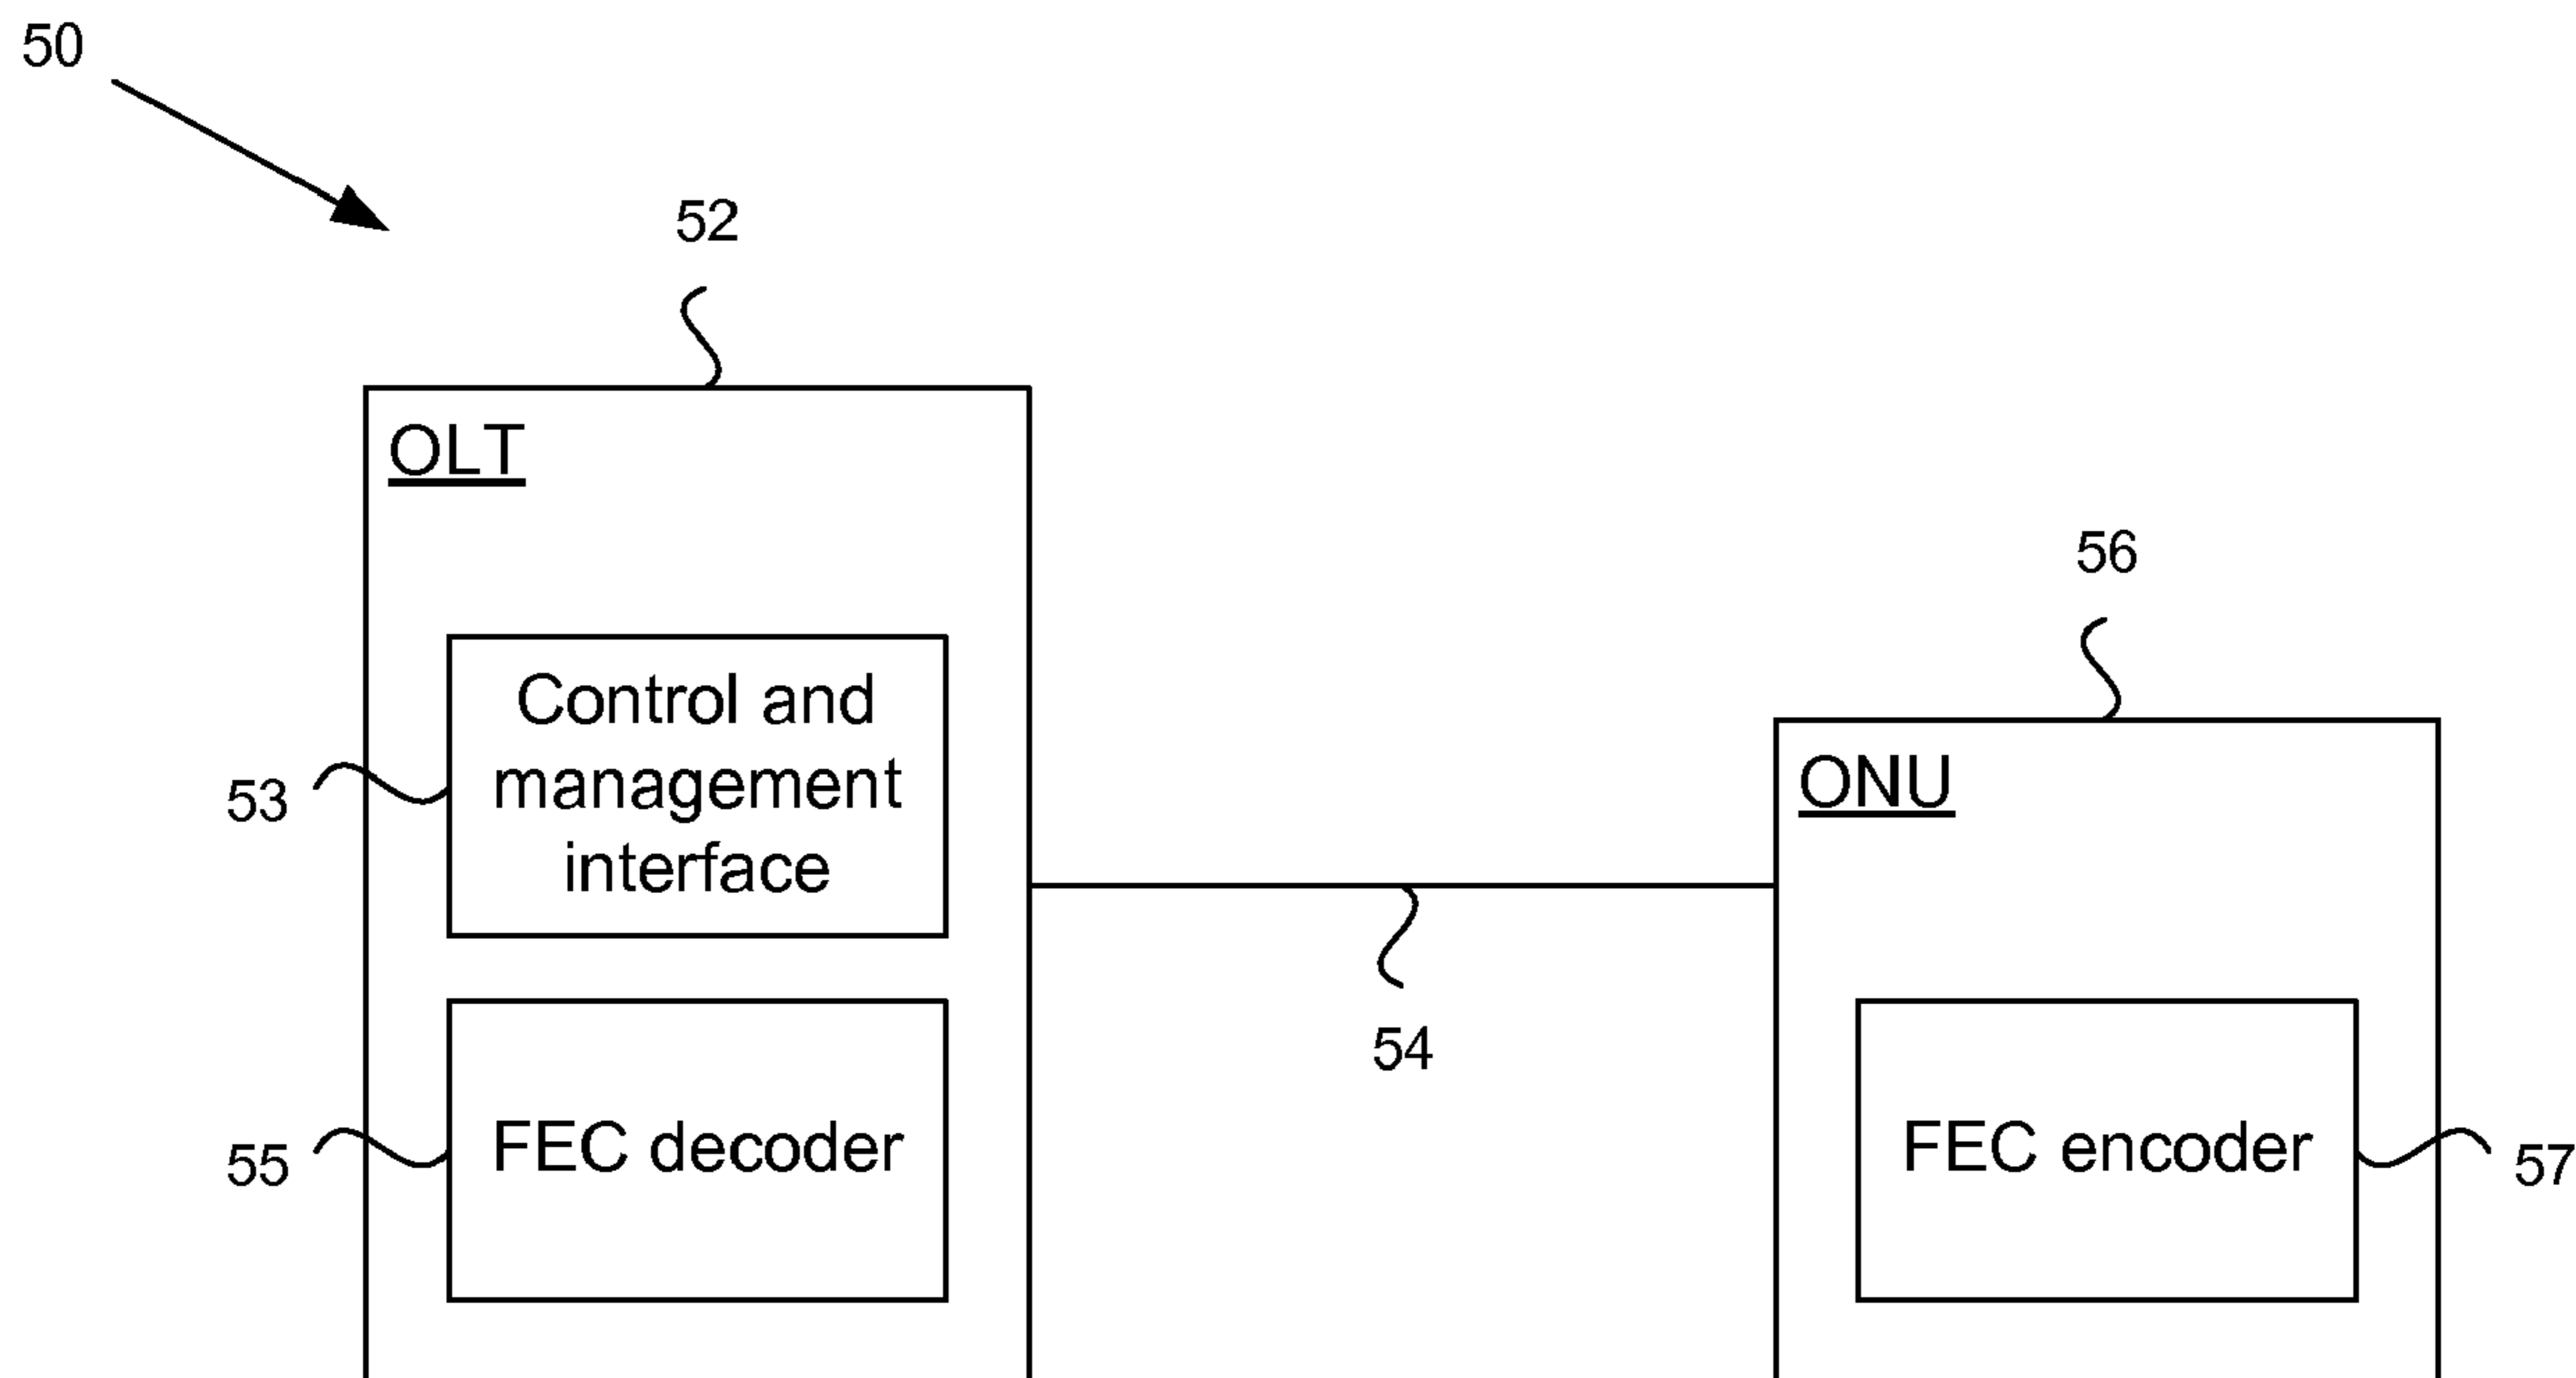 50
52
OLT
56
Control and
management
interface
53
ONU
54
FEC decoder
55
FEC encoder
57